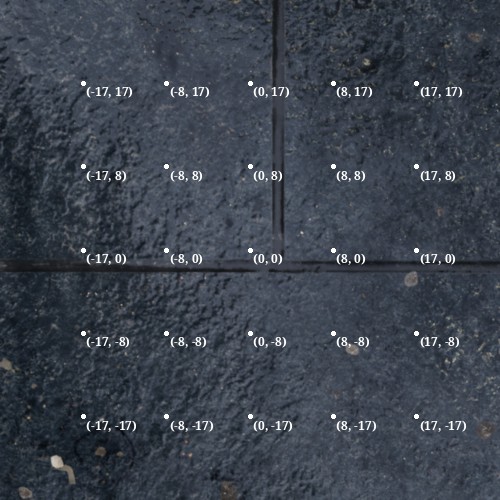 (-17, 17) (-8, 17) (0, 17) (8, 17) (17, 17)
(-17, 8) (-8, 8) (0, 8) (8, 8) (17, 8)
(-17, 0) (-8, 0) (0, 0) (8, 0) (17, 0)
(-17, -8) (-8, -8) (0, -8) (8, -8) (17, -8)
(-17, -17) (-8, -17) (0, -17) (8, -17) (17, -17)